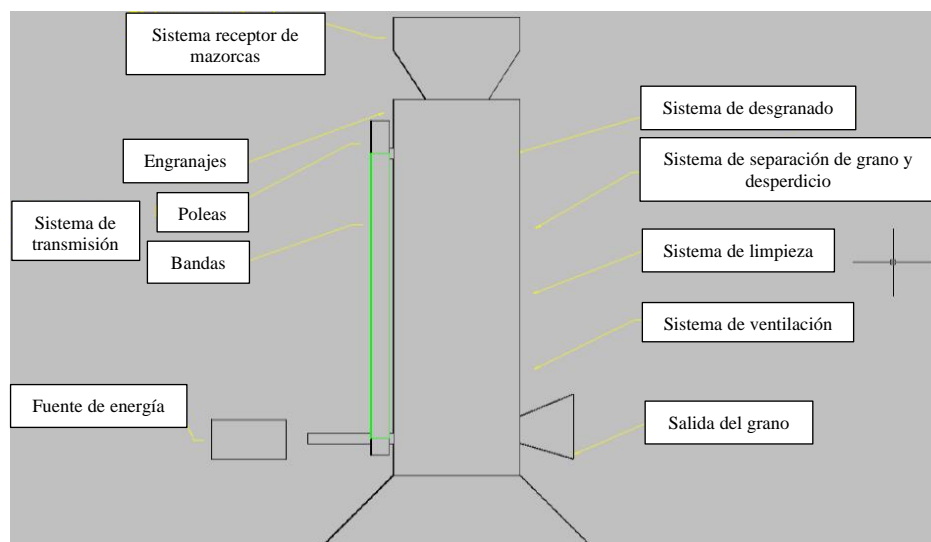 Sistema receptor de
mazorcas
Engranajes
Poleas
Sistema de
transmisión
Bandas
Fuente de energía
Sistema de desgranado
Sistema de separación de grano y
desperdicio
Sistema de limpieza
Sistema de ventilación
Salida del grano